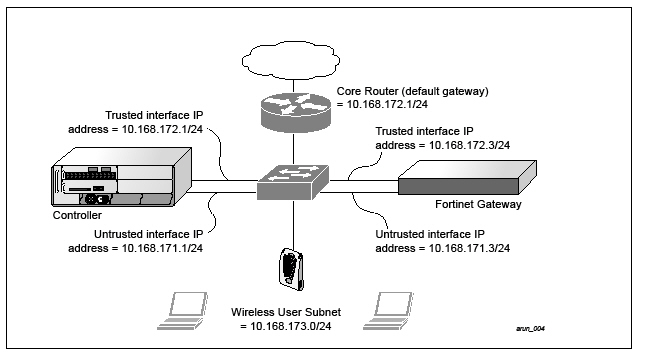 Core Router (default gateway)
= 10.168.172.1/24
Trusted interface IP
address = 10.168.172.1/24
Trusted interface IP
address = 10.168.172.3/24
Controller
Fortinet Gateway
Untrusted interface IP
address = 10.168.171.1/24
Untrusted interface IP
address = 10.168.171.3/24
Wireless User Subnet
= 10.168.173.0/24
arun_004